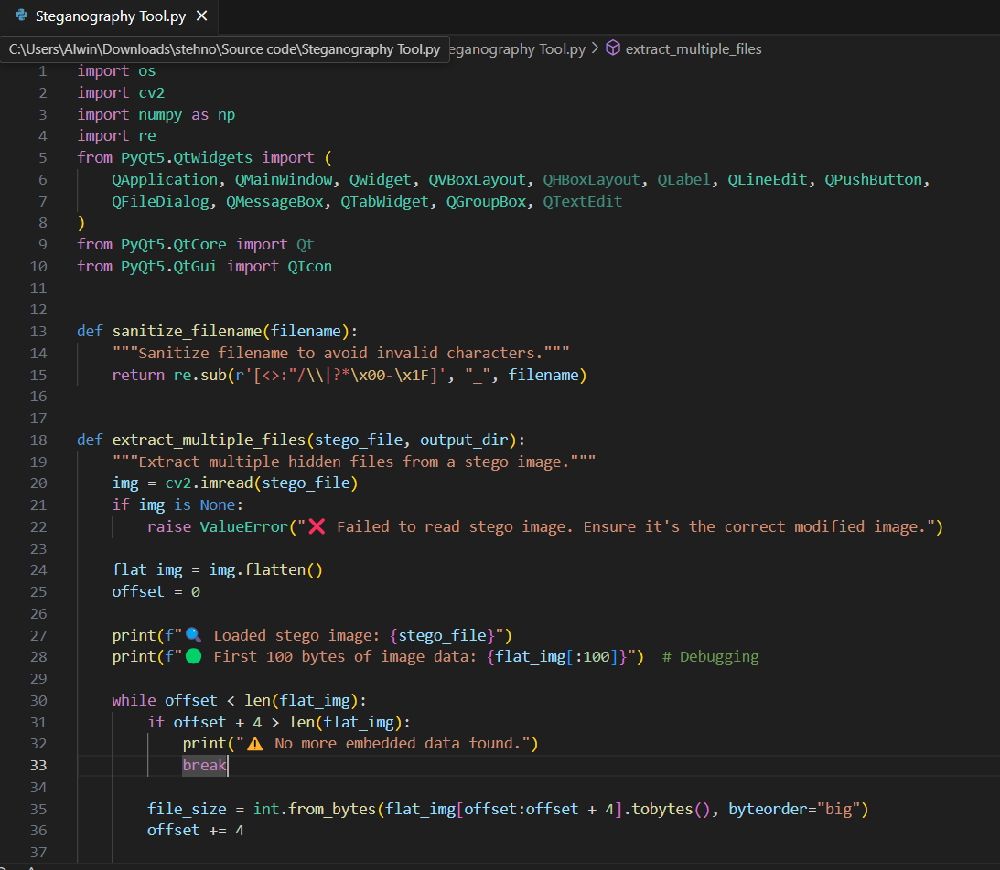 Steganography Tool.py ×
C:\Users\Alwin\Downloads\stehno\Source code\Steganography Tool.py eganography Tool.py > extract_multiple_files
1 import os
2 import cv2
3 import numpy as np
4 import re
5 from PyQt5.QtWidgets import (
6     QApplication, QMainWindow, QWidget, QVBoxLayout, QHBoxLayout, QLabel, QLineEdit, QPushButton,
7     QFileDialog, QMessageBox, QTabWidget, QGroupBox, QTextEdit
8 )
9 from PyQt5.QtCore import Qt
10 from PyQt5.QtGui import QIcon
11
12
13 def sanitize_filename(filename):
14     """Sanitize filename to avoid invalid characters."""
15     return re.sub(r'[<>:"/\\|?*\x00-\x1F]', "_", filename)
16
17
18 def extract_multiple_files(stego_file, output_dir):
19     """Extract multiple hidden files from a stego image."""
20     img = cv2.imread(stego_file)
21     if img is None:
22         raise ValueError("❌ Failed to read stego image. Ensure it's the correct modified image.")
23
24     flat_img = img.flatten()
25     offset = 0
26
27     print(f"🔍 Loaded stego image: {stego_file}")
28     print(f"🟢 First 100 bytes of image data: {flat_img[:100]}")  # Debugging
29
30     while offset < len(flat_img):
31         if offset + 4 > len(flat_img):
32             print("⚠️ No more embedded data found.")
33             break
34
35         file_size = int.from_bytes(flat_img[offset:offset + 4].tobytes(), byteorder="big")
36         offset += 4
37